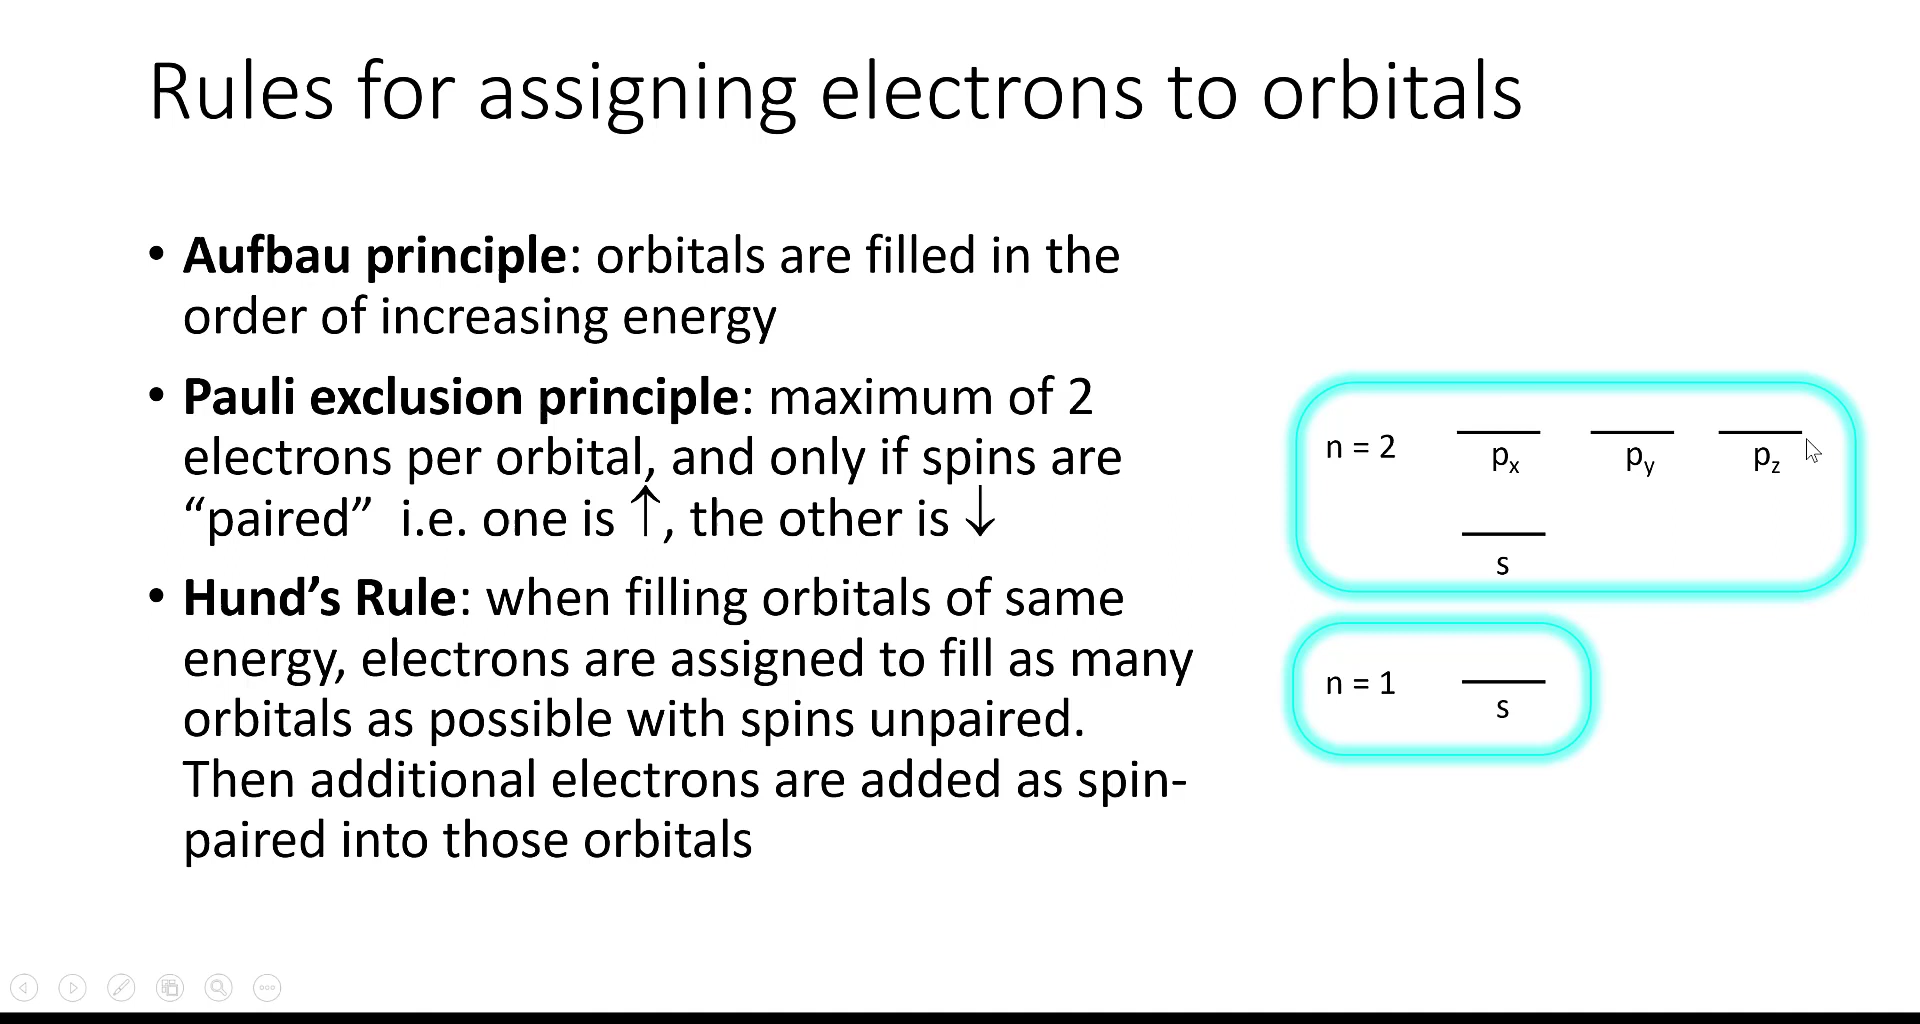 Rules for assigning electrons to orbitals
• Aufbau principle: orbitals are filled in the
order of increasing energy
• Pauli exclusion principle: maximum of 2
electrons per orbital, and only if spins are
“paired”  i.e. one is ↑, the other is ↓
• Hund’s Rule: when filling orbitals of same
energy, electrons are assigned to fill as many
orbitals as possible with spins unpaired.
Then additional electrons are added as spin-
paired into those orbitals
n = 2
pₓ p_y p_z
s
n = 1
s